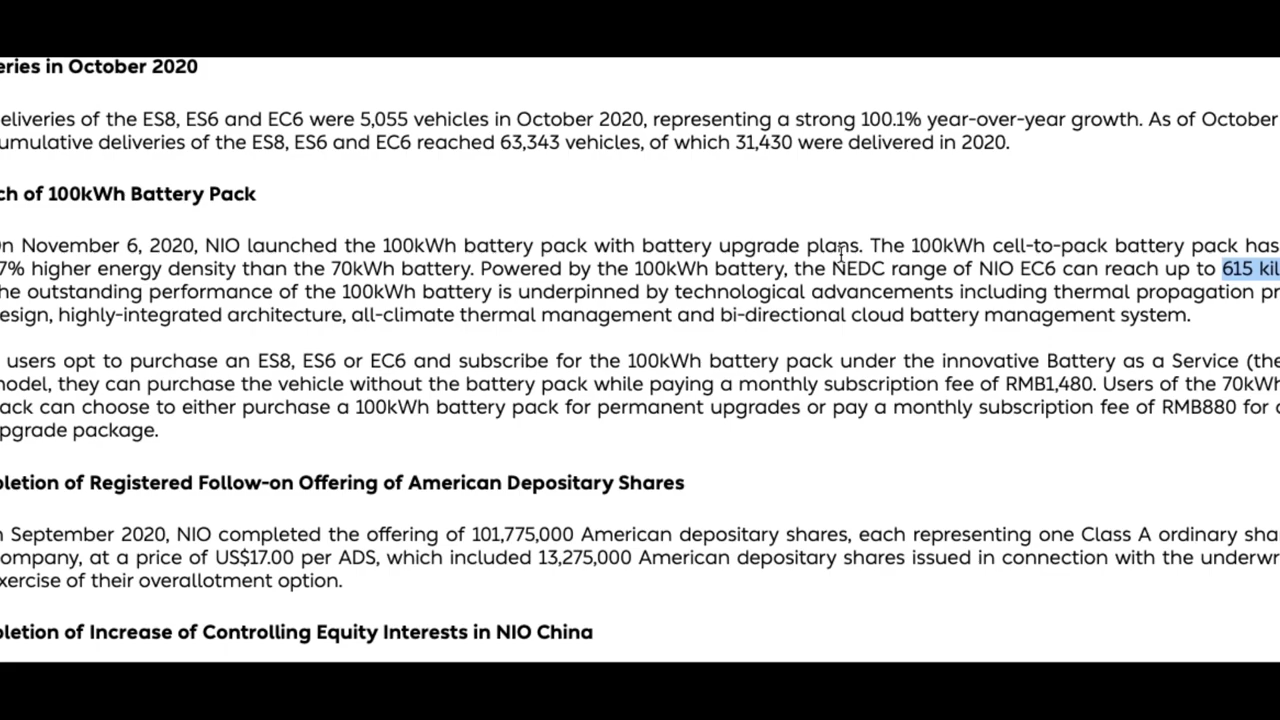 eries in October 2020
eliveries of the ES8, ES6 and EC6 were 5,055 vehicles in October 2020, representing a strong 100.1% year-over-year growth. As of October
umulative deliveries of the ES8, ES6 and EC6 reached 63,343 vehicles, of which 31,430 were delivered in 2020.
ch of 100kWh Battery Pack
n November 6, 2020, NIO launched the 100kWh battery pack with battery upgrade plans. The 100kWh cell-to-pack battery pack has
7% higher energy density than the 70kWh battery. Powered by the 100kWh battery, the NEDC range of NIO EC6 can reach up to 615 kil
he outstanding performance of the 100kWh battery is underpinned by technological advancements including thermal propagation pr
esign, highly-integrated architecture, all-climate thermal management and bi-directional cloud battery management system.
users opt to purchase an ES8, ES6 or EC6 and subscribe for the 100kWh battery pack under the innovative Battery as a Service (the
nodel, they can purchase the vehicle without the battery pack while paying a monthly subscription fee of RMB1,480. Users of the 70kWh
ack can choose to either purchase a 100kWh battery pack for permanent upgrades or pay a monthly subscription fee of RMB880 for
pgrade package.
pletion of Registered Follow-on Offering of American Depositary Shares
n September 2020, NIO completed the offering of 101,775,000 American depositary shares, each representing one Class A ordinary sha
ompany, at a price of US$17.00 per ADS, which included 13,275,000 American depositary shares issued in connection with the underwr
xercise of their overallotment option.
pletion of Increase of Controlling Equity Interests in NIO China